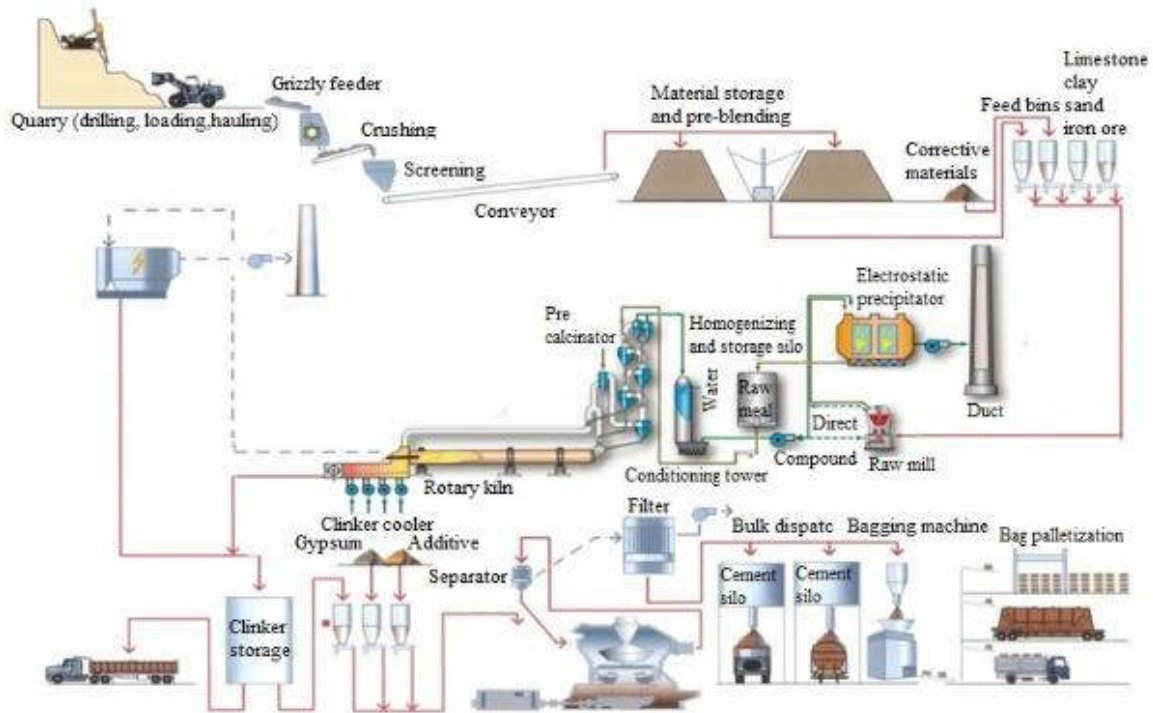 Quarry (drilling, loading,hauling)
Grizzly feeder
Crushing
Screening
Conveyor
Material storage
and pre-blending
Corrective
materials
Limestone
clay
Feed bins sand
iron ore
Pre
calcinator
Water
Homogenizing
and storage silo
Raw
meal
Electrostatic
precipitator
Duct
Direct
Compound
Raw mill
Conditioning tower
Rotary kiln
Clinker cooler
Gypsum
Additive
Separator
Filter
Bulk dispatc
Bagging machine
Bag palletization
Cement
silo
Cement
silo
Clinker
storage